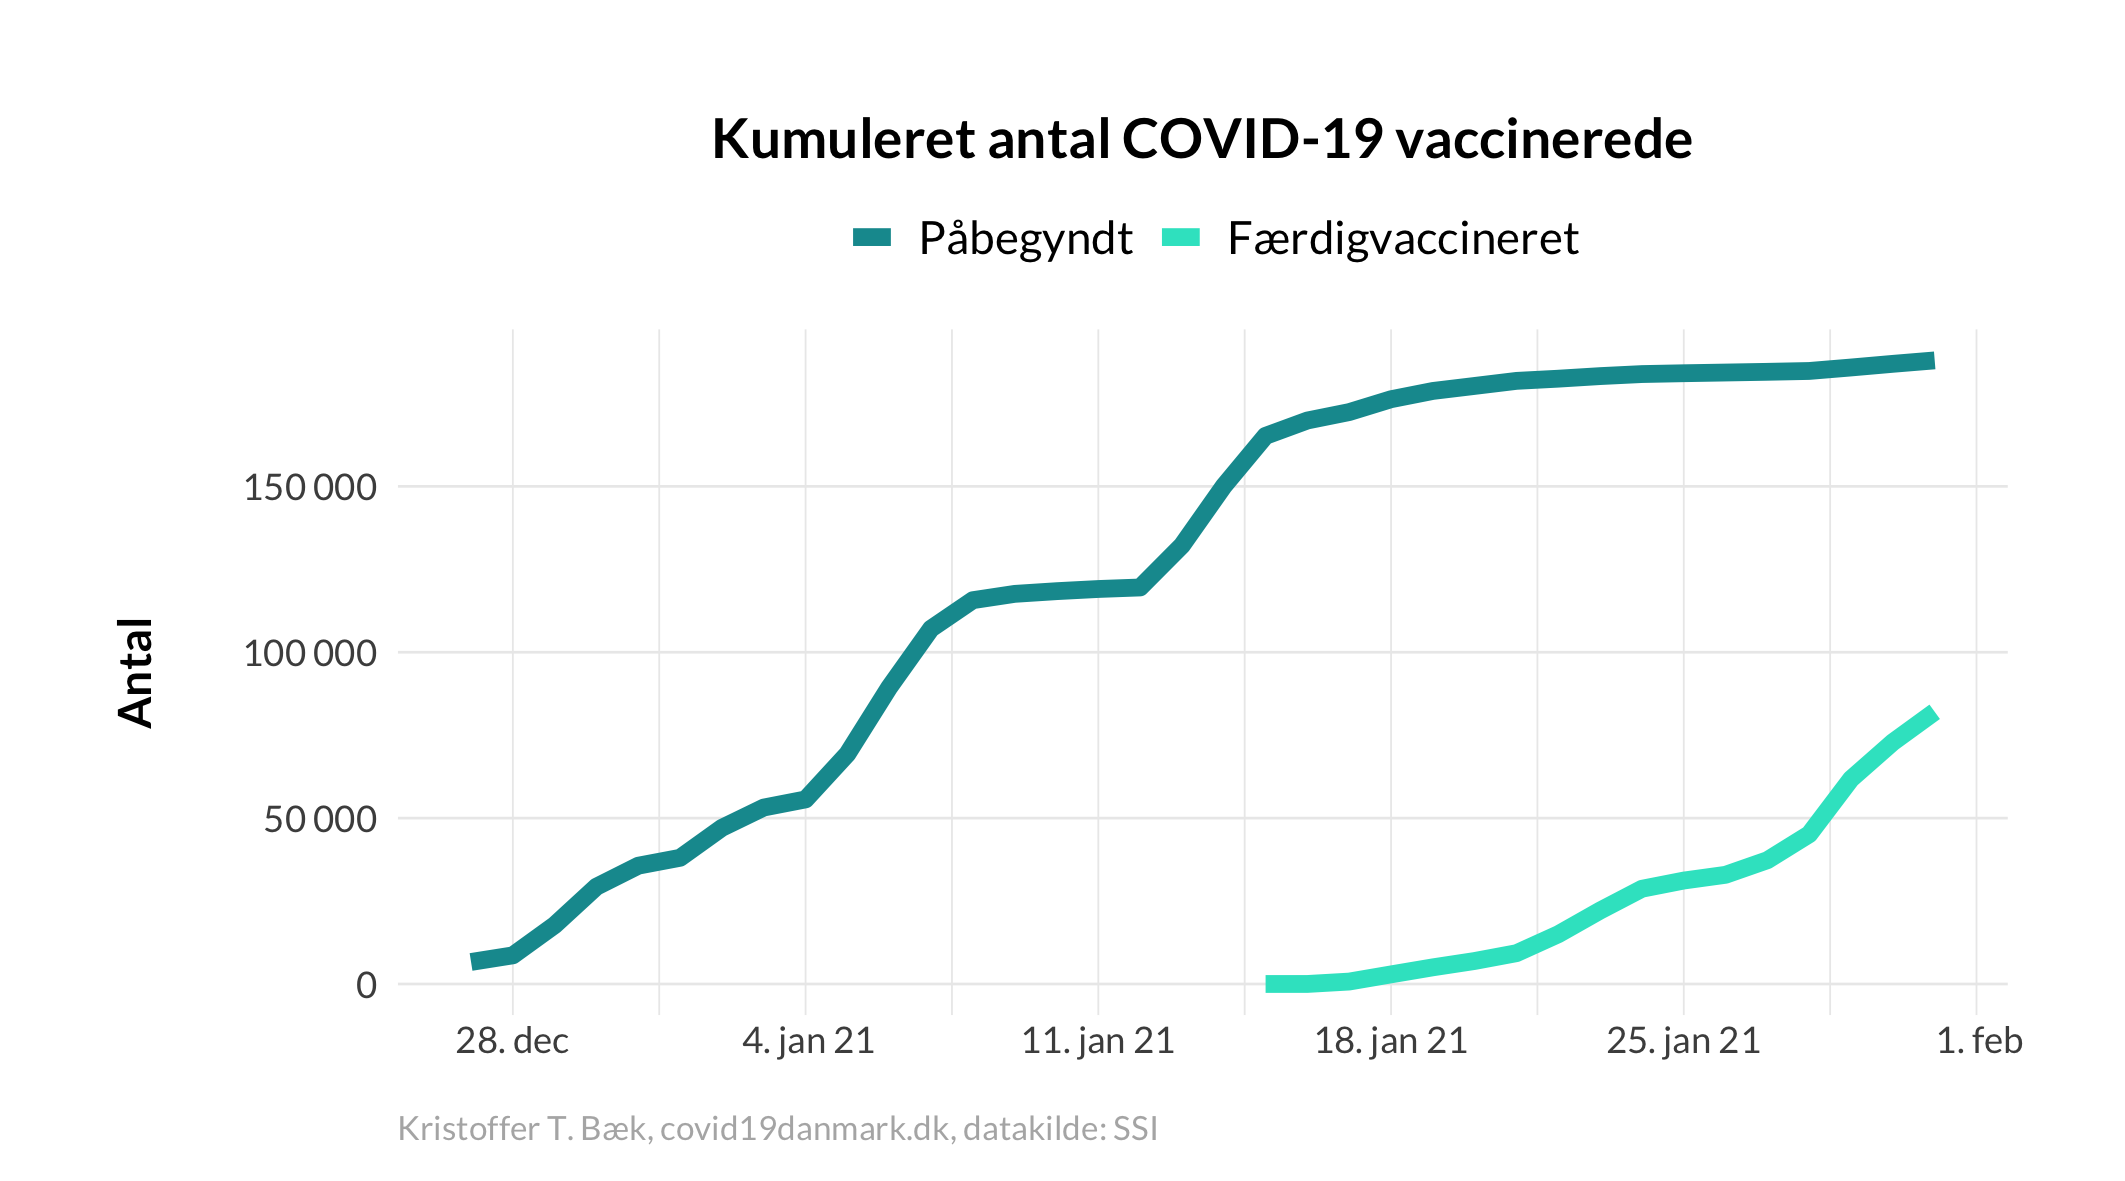 Kumuleret antal COVID-19 vaccinerede
Påbegyndt Færdigvaccineret
Antal
150 000
100 000
50 000
0
28. dec 4. jan 21 11. jan 21 18. jan 21 25. jan 21 1. feb
Kristoffer T. Bæk, covid19danmark.dk, datakilde: SSI